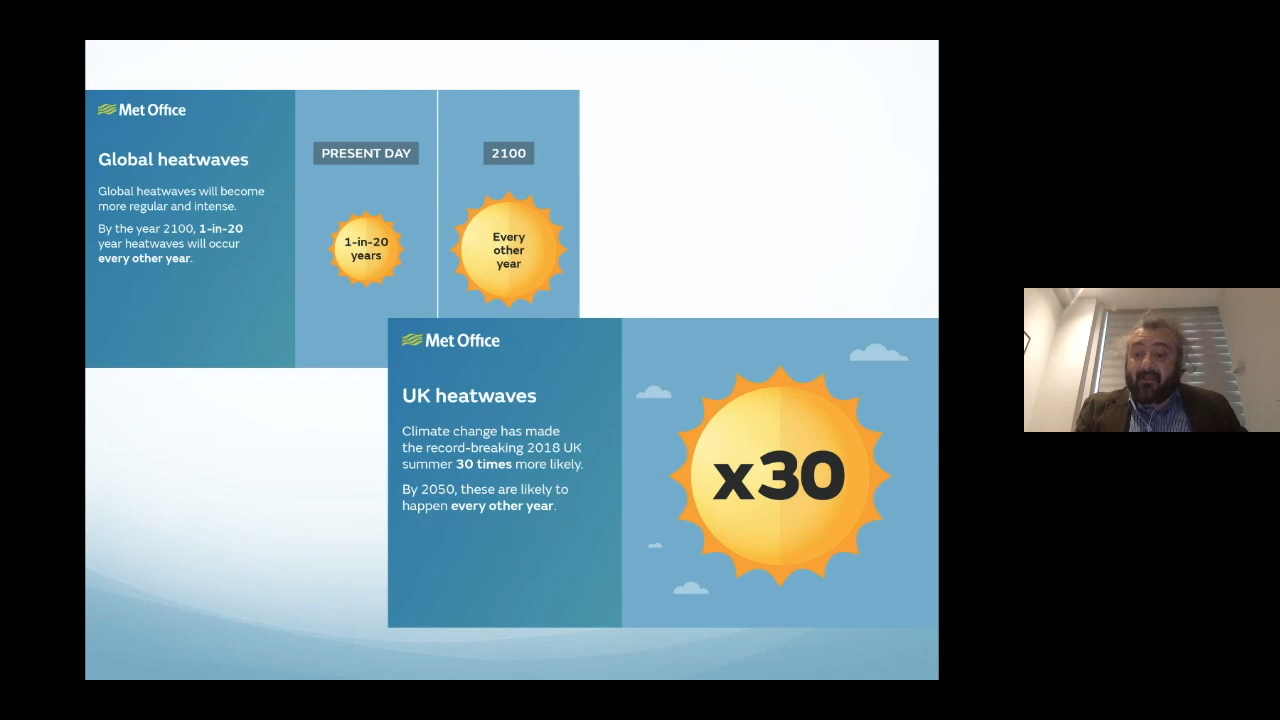 Met Office
Global heatwaves
Global heatwaves will become
more regular and intense.
By the year 2100, 1-in-20
year heatwaves will occur
every other year.
PRESENT DAY
1-in-20
years
2100
Every
other
year
Met Office
UK heatwaves
Climate change has made
the record-breaking 2018 UK
summer 30 times more likely.
By 2050, these are likely to
happen every other year.
x30